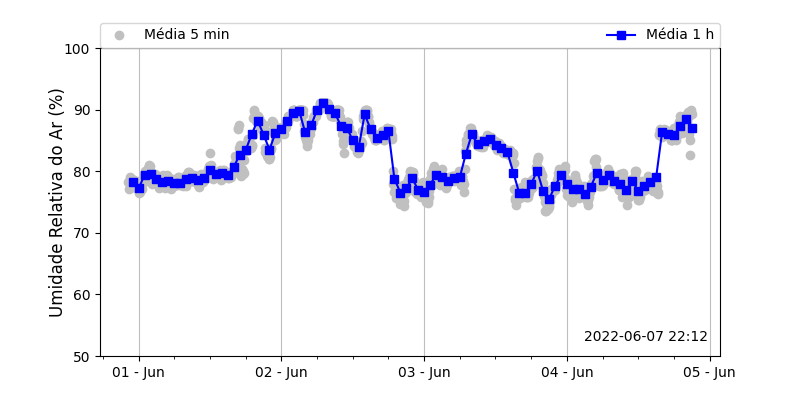 Média 5 min
Média 1 h
Umidade Relativa do Ar (%)
100
90
80
70
60
50
2022-06-07 22:12
01 - Jun
02 - Jun
03 - Jun
04 - Jun
05 - Jun